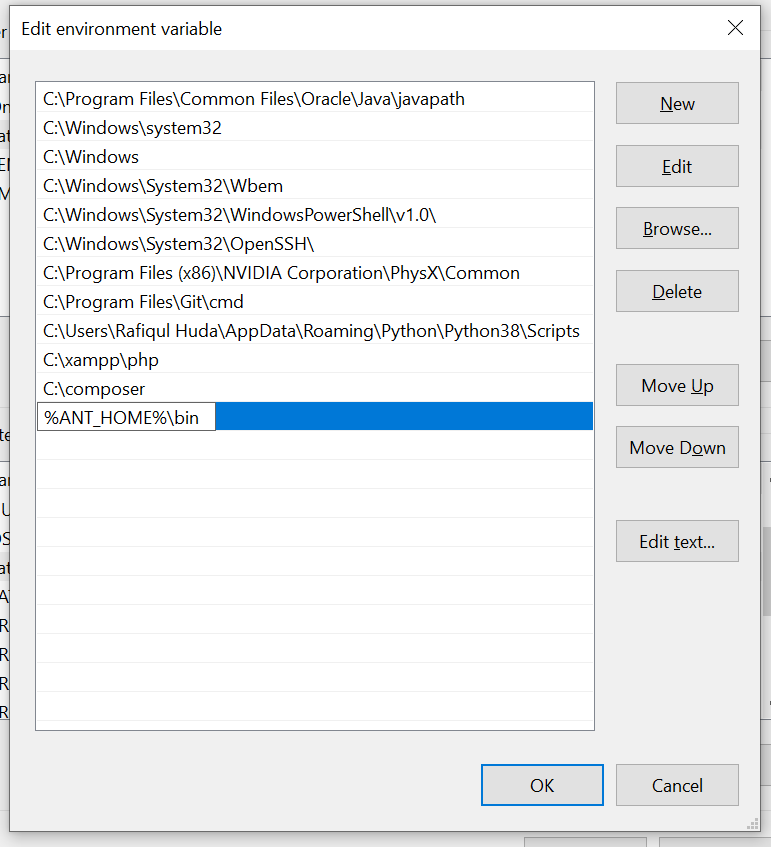 Edit environment variable
C:\Program Files\Common Files\Oracle\Java\javapath
C:\Windows\system32
C:\Windows
C:\Windows\System32\Wbem
C:\Windows\System32\WindowsPowerShell\v1.0\
C:\Windows\System32\OpenSSH\
C:\Program Files (x86)\NVIDIA Corporation\PhysX\Common
C:\Program Files\Git\cmd
C:\Users\Rafiqul Huda\AppData\Roaming\Python\Python38\Scripts
C:\xampp\php
C:\composer
%ANT_HOME%\bin
New
Edit
Browse...
Delete
Move Up
Move Down
Edit text...
OK
Cancel